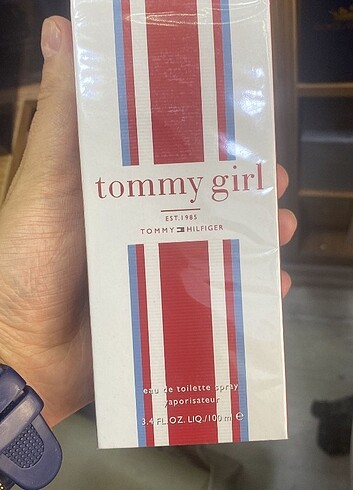 tommy girl
EST.1985
TOMMY HILFIGER
eau de toilette spray
vaporisateur
3.4 FL.OZ. LIQ./100 ml ℮